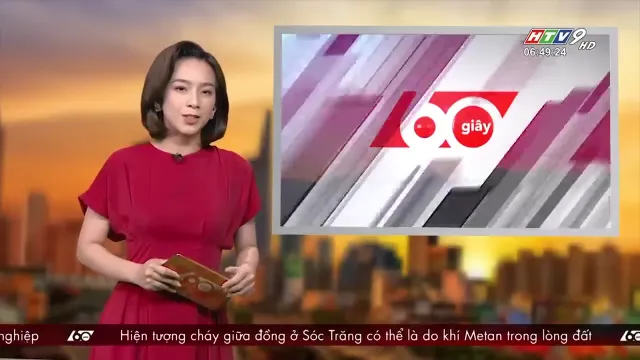 HTV9 HD
06:49:24
60 giây
nghiệp 60 Hiện tượng cháy giữa đồng ở Sóc Trăng có thể là do khí Metan trong lòng đất